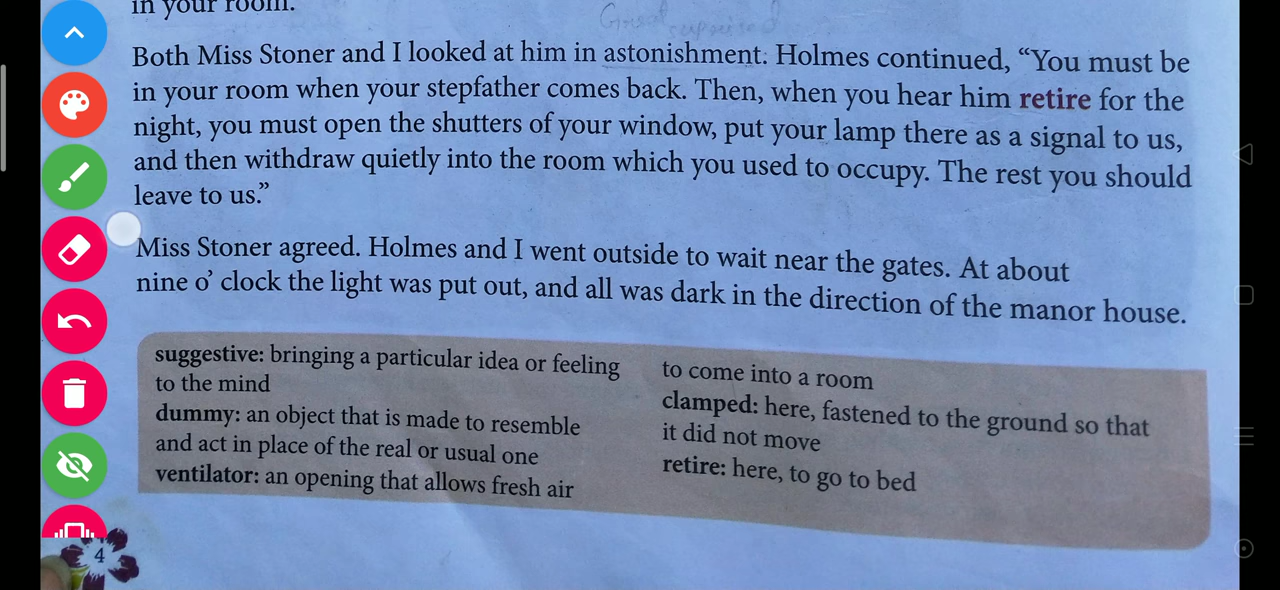 in your room.
Great
surprised
Both Miss Stoner and I looked at him in astonishment. Holmes continued, “You must be
in your room when your stepfather comes back. Then, when you hear him retire for the
night, you must open the shutters of your window, put your lamp there as a signal to us,
and then withdraw quietly into the room which you used to occupy. The rest you should
leave to us.”
Miss Stoner agreed. Holmes and I went outside to wait near the gates. At about
nine o’ clock the light was put out, and all was dark in the direction of the manor house.
suggestive: bringing a particular idea or feeling
to the mind
dummy: an object that is made to resemble
and act in place of the real or usual one
ventilator: an opening that allows fresh air
to come into a room
clamped: here, fastened to the ground so that
it did not move
retire: here, to go to bed
4